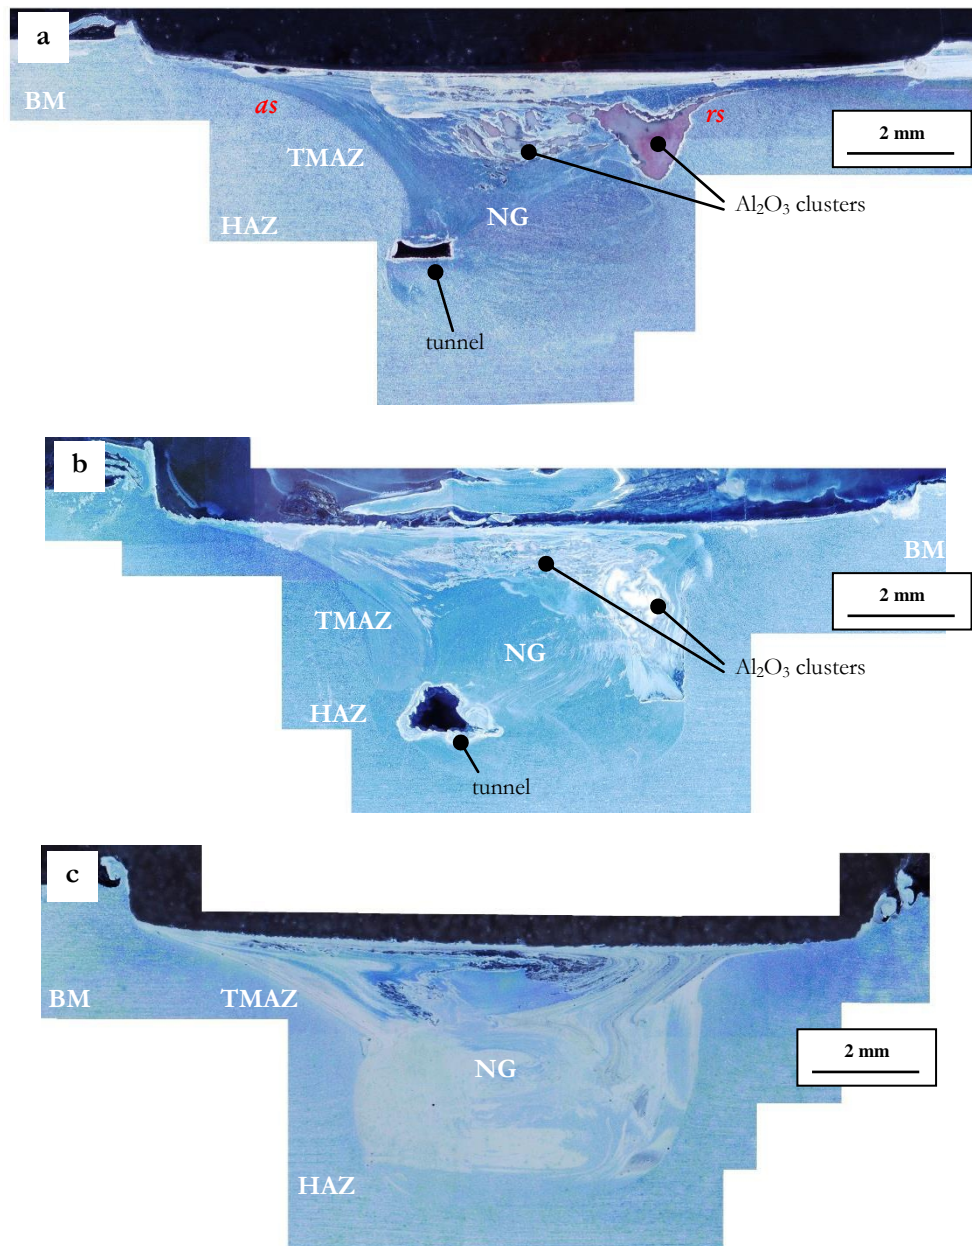 a
BM
as
rs
2 mm
TMAZ
Al₂O₃ clusters
NG
HAZ
tunnel
b
BM
2 mm
TMAZ
NG
Al₂O₃ clusters
HAZ
tunnel
c
BM
TMAZ
2 mm
NG
HAZ